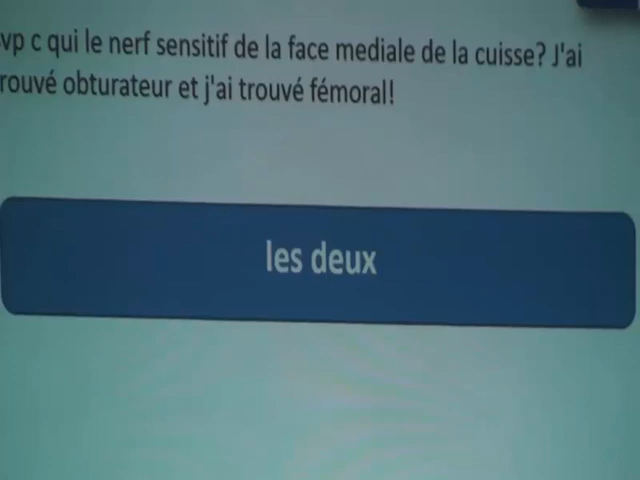 vp c qui le nerf sensitif de la face mediale de la cuisse? J'ai
rouvé obturateur et j'ai trouvé fémoral!
les deux